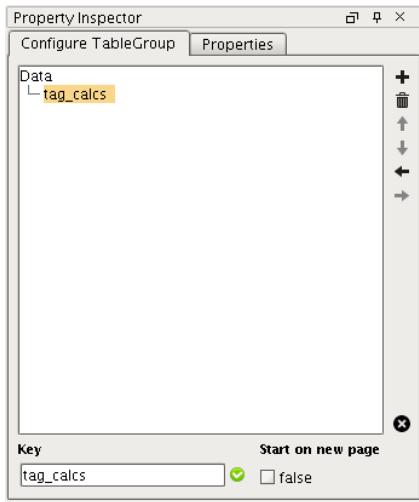 Property Inspector
Configure TableGroup Properties
Data
tag_calcs
Key Start on new page
tag_calcs false